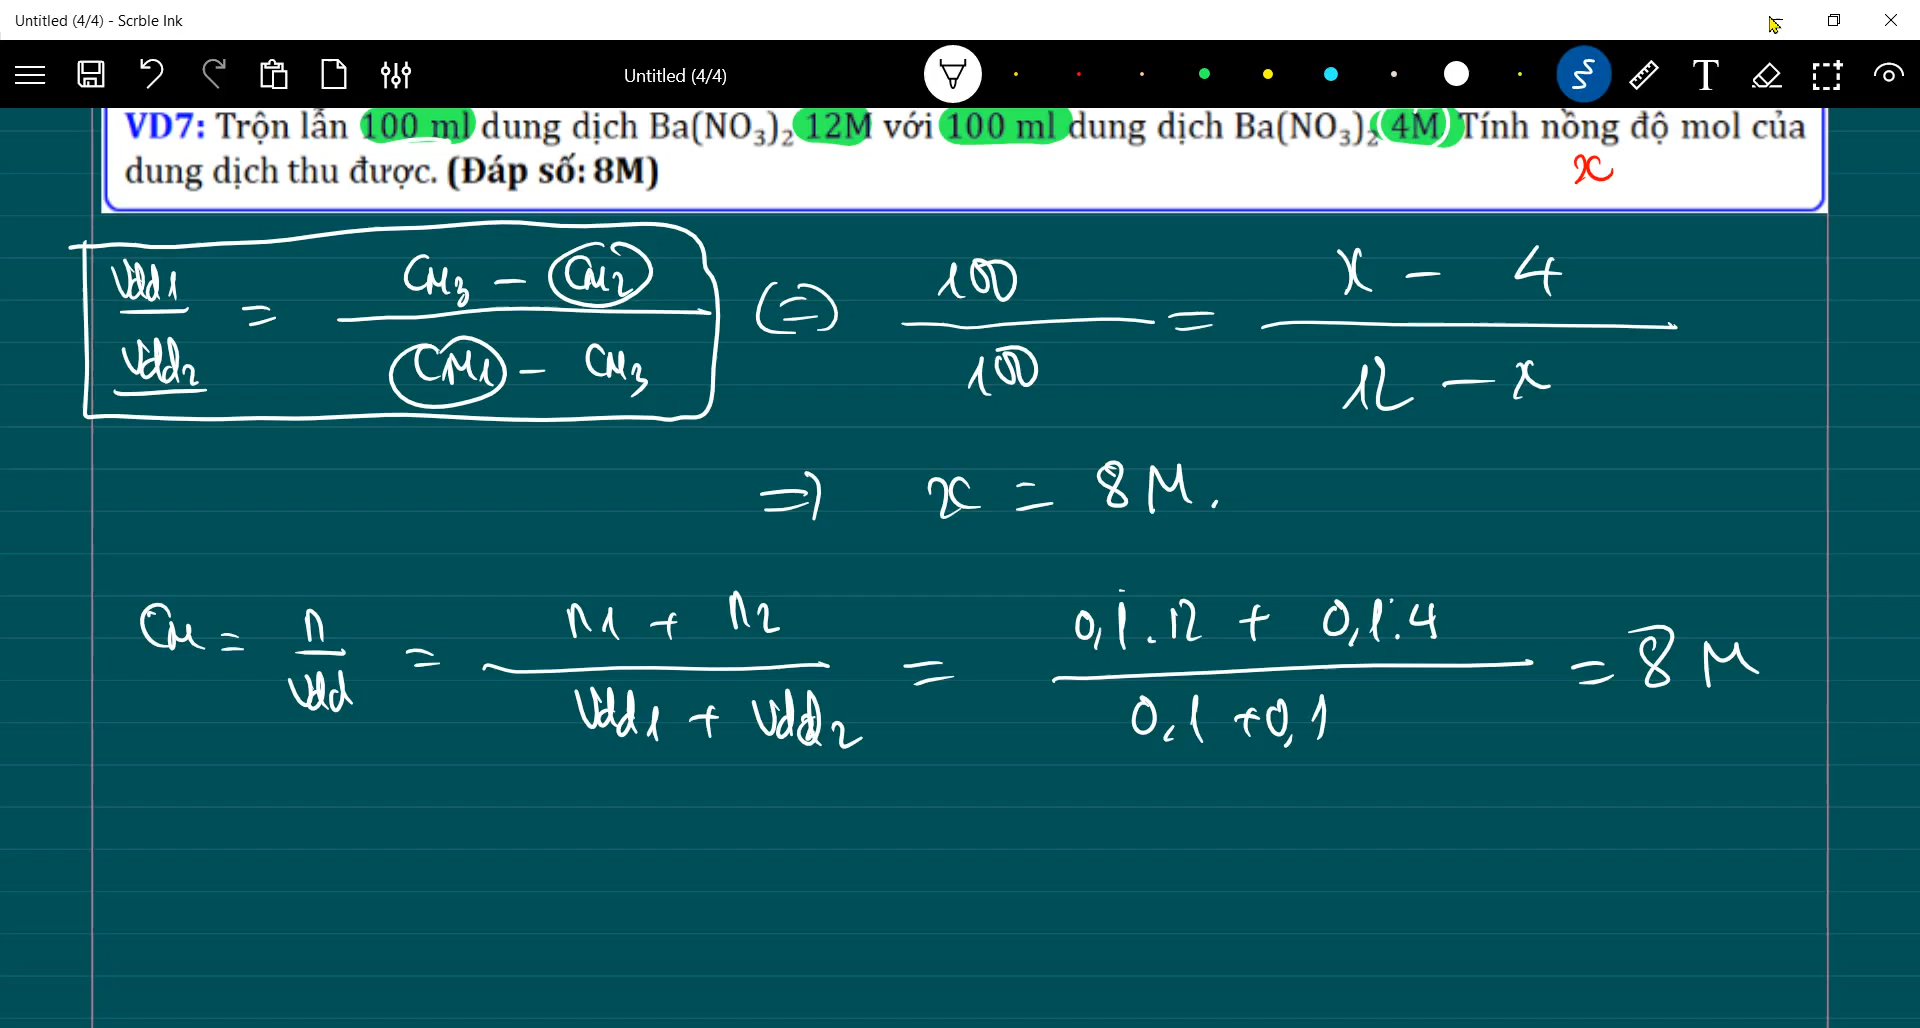 Untitled (4/4) - Scrble Ink
Untitled (4/4)
T
VD7: Trộn lẫn 100 ml dung dịch Ba(NO₃)₂ 12M với 100 ml dung dịch Ba(NO₃)₂ 4M Tính nồng độ mol của
dung dịch thu được. (Đáp số: 8M)
x
Vdd1 / Vdd2 = (CM3 - CM2) / (CM1 - CM3) (=) 100 / 100 = (x - 4) / (12 - x)
=> x = 8 M.
CM = n / Vdd = (n1 + n2) / (Vdd1 + Vdd2) = (0,1.12 + 0,1.4) / (0,1 + 0,1) = 8 M